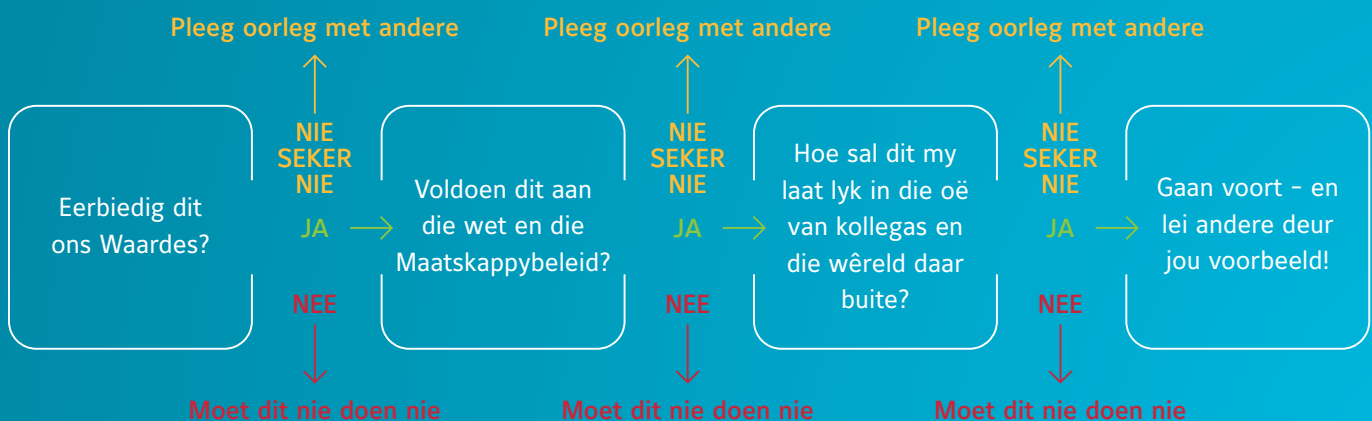 Pleeg oorleg met andere
Pleeg oorleg met andere
Pleeg oorleg met andere
Eerbiedig dit
ons Waardes?
NIE
SEKER
NIE
JA
NEE
Moet dit nie doen nie
Voldoen dit aan
die wet en die
Maatskappybeleid?
NIE
SEKER
NIE
JA
NEE
Moet dit nie doen nie
Hoe sal dit my
laat lyk in die oë
van kollegas en
die wêreld daar
buite?
NIE
SEKER
NIE
JA
NEE
Moet dit nie doen nie
Gaan voort – en
lei andere deur
jou voorbeeld!